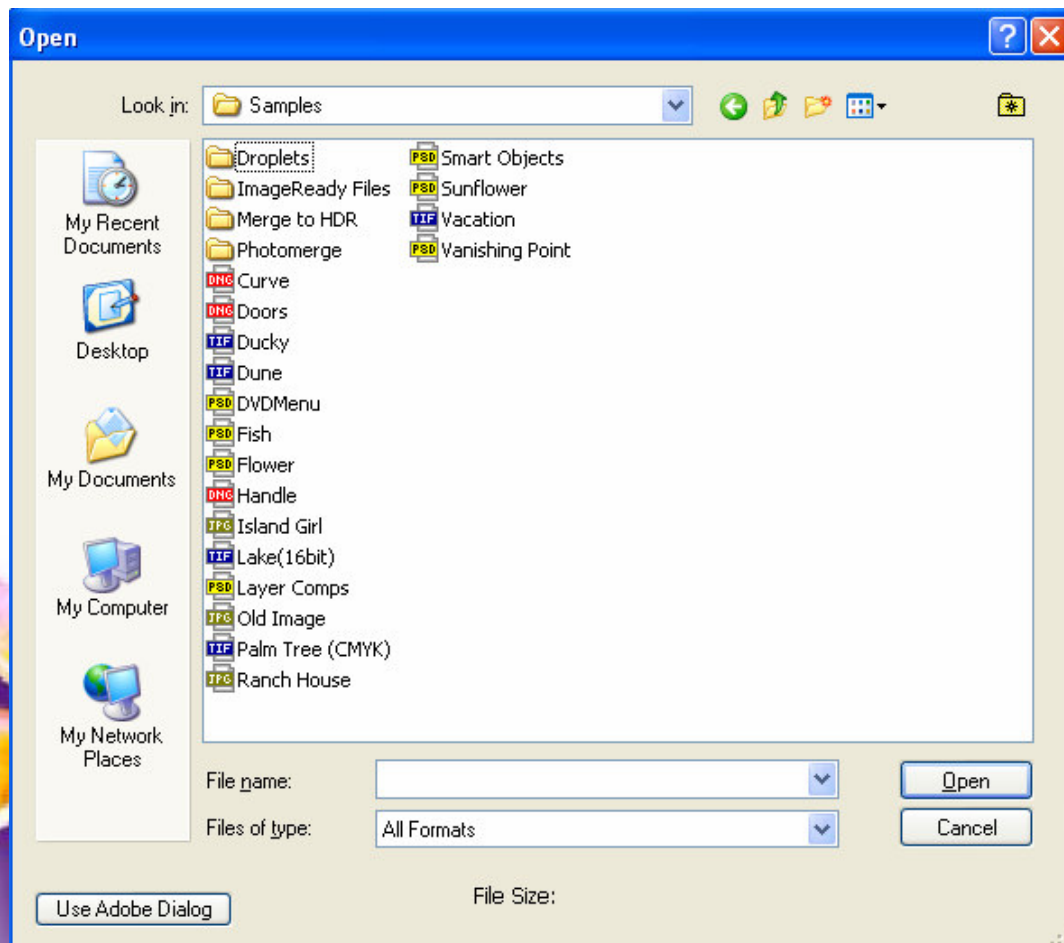 Open
Look in:
Samples
My Recent
Documents
Desktop
My Documents
My Computer
My Network
Places
Droplets
ImageReady Files
Merge to HDR
Photomerge
DNG Curve
DNG Doors
TIF Ducky
TIF Dune
PSD DVDMenu
PSD Fish
PSD Flower
DNG Handle
JPG Island Girl
TIF Lake(16bit)
PSD Layer Comps
JPG Old Image
TIF Palm Tree (CMYK)
JPG Ranch House
PSD Smart Objects
PSD Sunflower
TIF Vacation
PSD Vanishing Point
File name:
Open
Files of type:
All Formats
Cancel
Use Adobe Dialog
File Size: